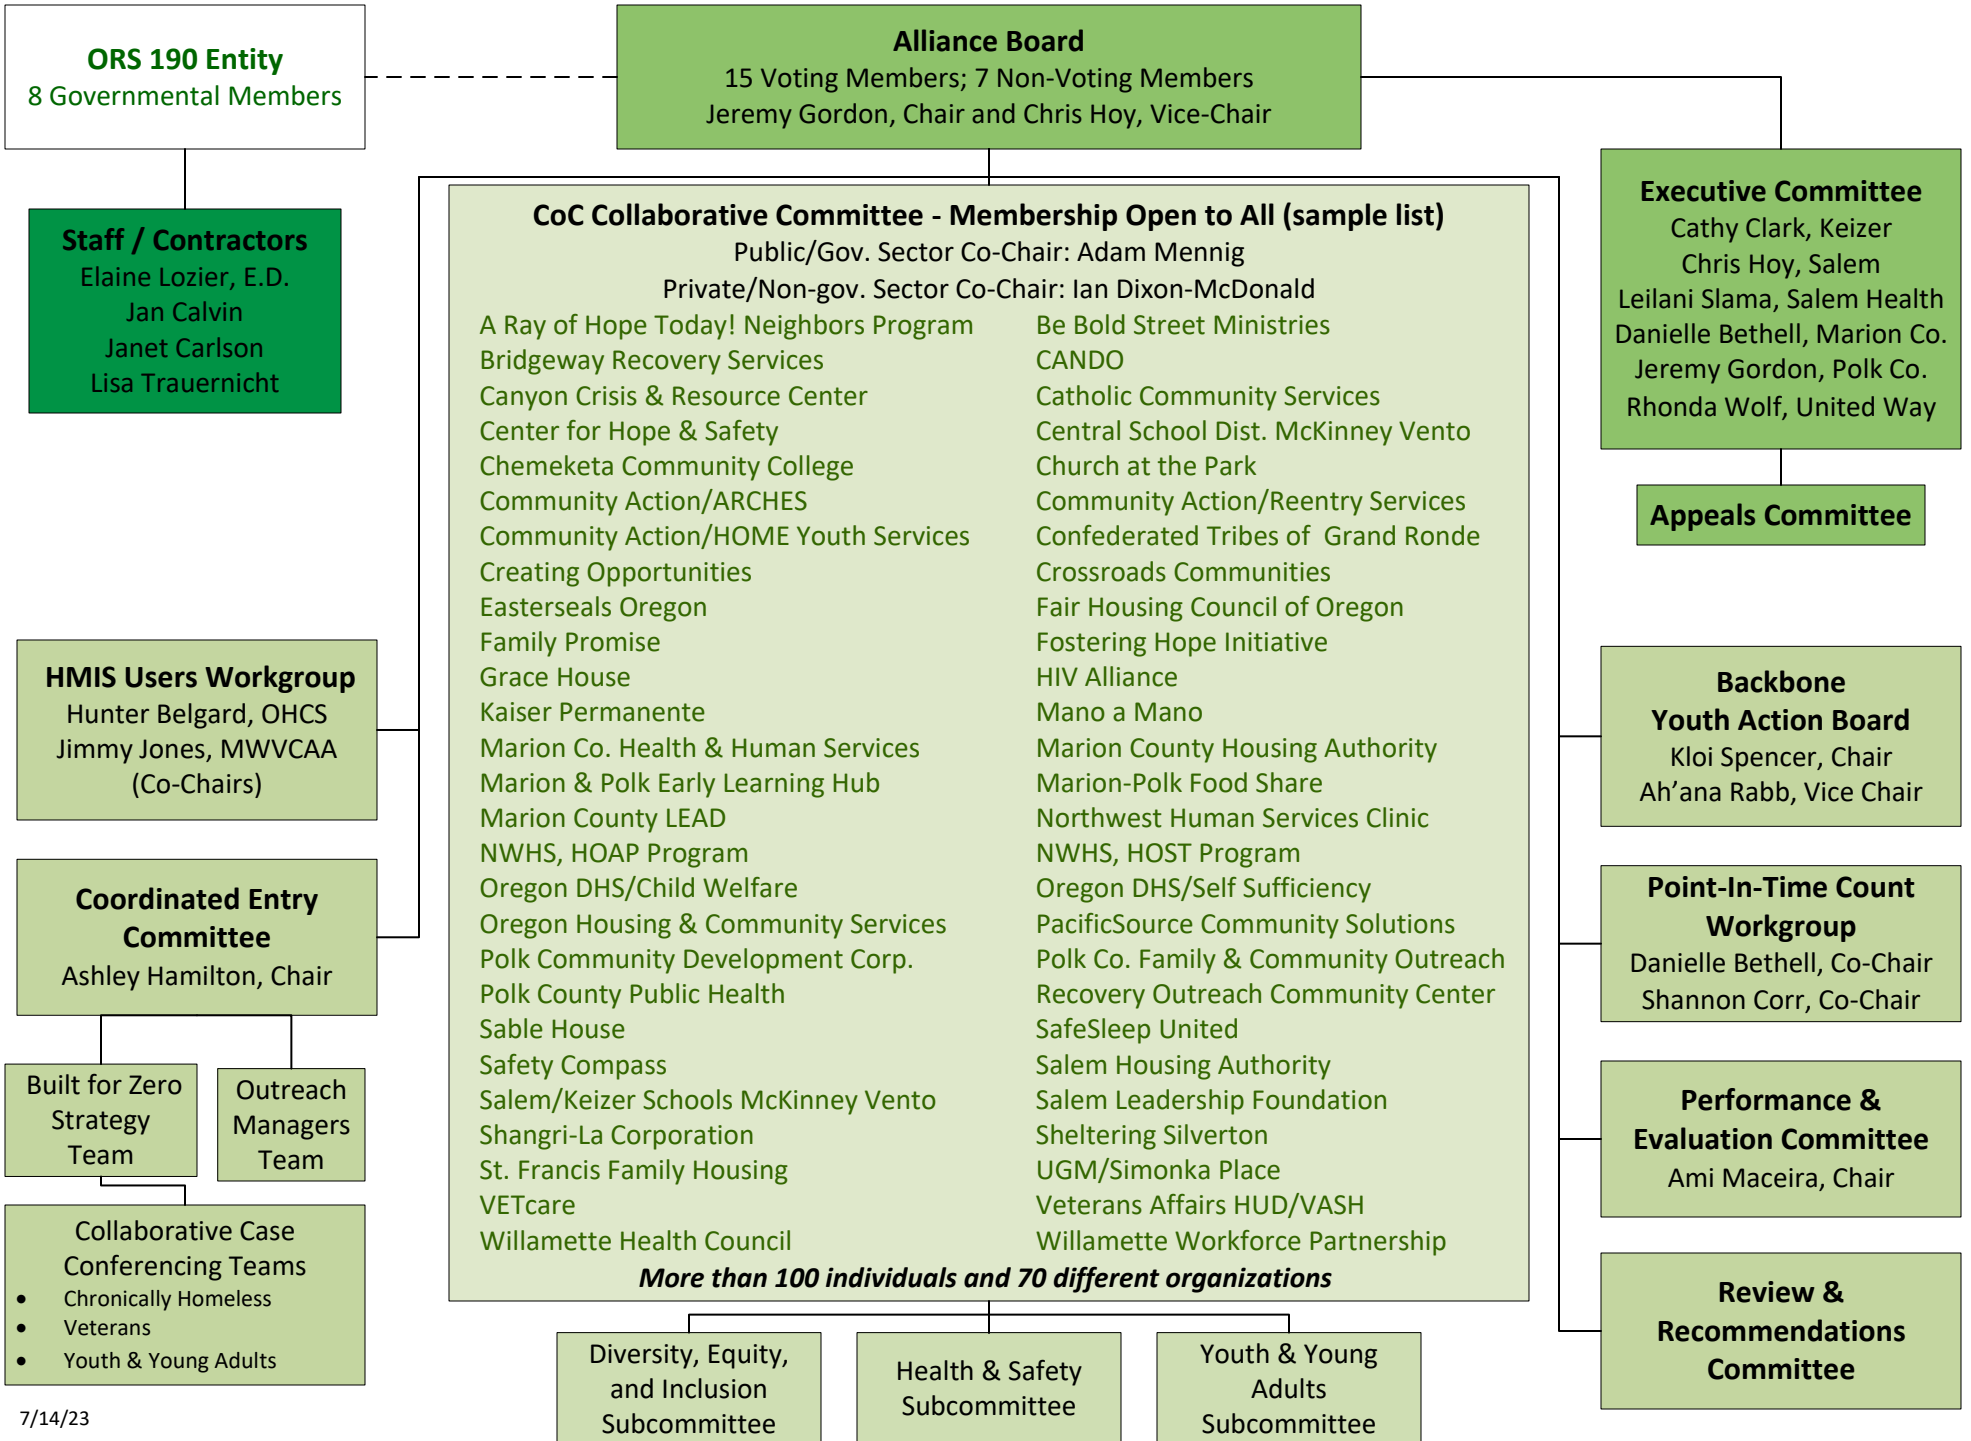 ORS 190 Entity
8 Governmental Members
Alliance Board
15 Voting Members; 7 Non-Voting Members
Jeremy Gordon, Chair and Chris Hoy, Vice-Chair
Staff / Contractors
Elaine Lozier, E.D.
Jan Calvin
Janet Carlson
Lisa Trauernicht
Executive Committee
Cathy Clark, Keizer
Chris Hoy, Salem
Leilani Slama, Salem Health
Danielle Bethell, Marion Co.
Jeremy Gordon, Polk Co.
Rhonda Wolf, United Way
Appeals Committee
CoC Collaborative Committee - Membership Open to All (sample list)
Public/Gov. Sector Co-Chair: Adam Mennig
Private/Non-gov. Sector Co-Chair: Ian Dixon-McDonald
A Ray of Hope Today! Neighbors Program
Be Bold Street Ministries
Bridgeway Recovery Services
CANDO
Canyon Crisis & Resource Center
Catholic Community Services
Center for Hope & Safety
Central School Dist. McKinney Vento
Chemeketa Community College
Church at the Park
Community Action/ARCHES
Community Action/Reentry Services
Community Action/HOME Youth Services
Confederated Tribes of Grand Ronde
Creating Opportunities
Crossroads Communities
Easterseals Oregon
Fair Housing Council of Oregon
Family Promise
Fostering Hope Initiative
Grace House
HIV Alliance
Kaiser Permanente
Mano a Mano
Marion Co. Health & Human Services
Marion County Housing Authority
Marion & Polk Early Learning Hub
Marion-Polk Food Share
Marion County LEAD
Northwest Human Services Clinic
NWHS, HOAP Program
NWHS, HOST Program
Oregon DHS/Child Welfare
Oregon DHS/Self Sufficiency
Oregon Housing & Community Services
PacificSource Community Solutions
Polk Community Development Corp.
Polk Co. Family & Community Outreach
Polk County Public Health
Recovery Outreach Community Center
Sable House
SafeSleep United
Safety Compass
Salem Housing Authority
Salem/Keizer Schools McKinney Vento
Salem Leadership Foundation
Shangri-La Corporation
Sheltering Silverton
St. Francis Family Housing
UGM/Simonka Place
VETcare
Veterans Affairs HUD/VASH
Willamette Health Council
Willamette Workforce Partnership
More than 100 individuals and 70 different organizations
HMIS Users Workgroup
Hunter Belgard, OHCS
Jimmy Jones, MWVCAA
(Co-Chairs)
Coordinated Entry
Committee
Ashley Hamilton, Chair
Built for Zero
Strategy
Team
Outreach
Managers
Team
Collaborative Case
Conferencing Teams
• Chronically Homeless
• Veterans
• Youth & Young Adults
Backbone
Youth Action Board
Kloi Spencer, Chair
Ah’ana Rabb, Vice Chair
Point-In-Time Count
Workgroup
Danielle Bethell, Co-Chair
Shannon Corr, Co-Chair
Performance &
Evaluation Committee
Ami Maceira, Chair
Review &
Recommendations
Committee
Diversity, Equity,
and Inclusion
Subcommittee
Health & Safety
Subcommittee
Youth & Young
Adults
Subcommittee
7/14/23